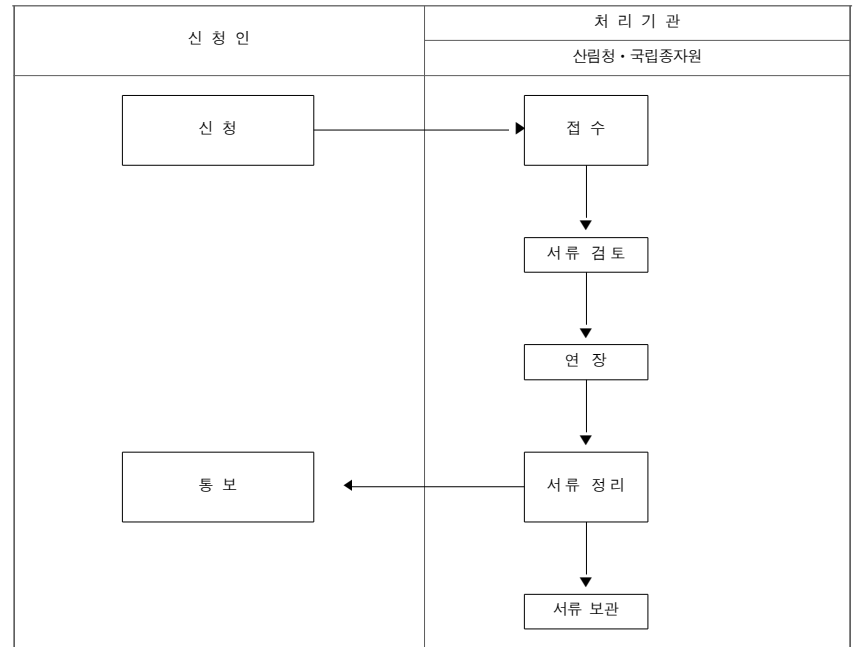 신 청 인
처 리 기 관
산림청・국립종자원
신 청
접 수
서류 검토
연 장
통 보
서류 정리
서류 보관